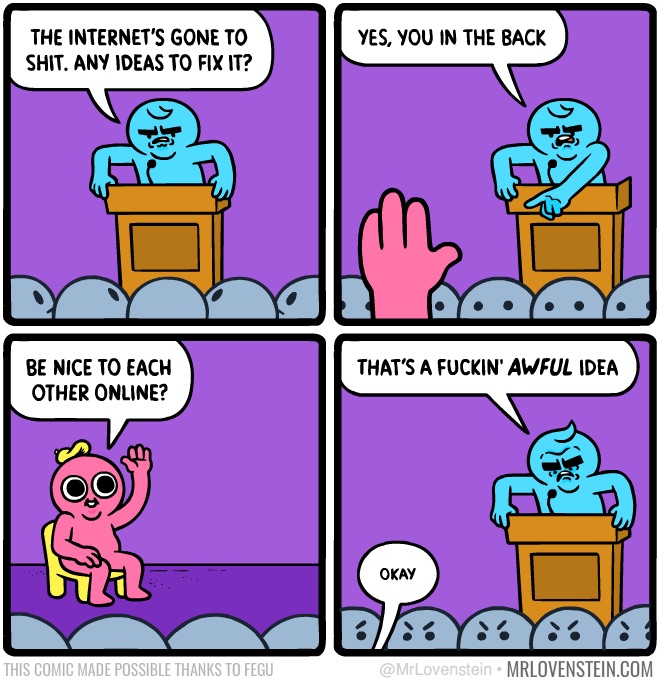 THE INTERNET'S GONE TO
SHIT. ANY IDEAS TO FIX IT?
YES, YOU IN THE BACK
BE NICE TO EACH
OTHER ONLINE?
THAT'S A FUCKIN' AWFUL IDEA
OKAY
THIS COMIC MADE POSSIBLE THANKS TO FEGU
@MrLovenstein • MRLOVENSTEIN.COM